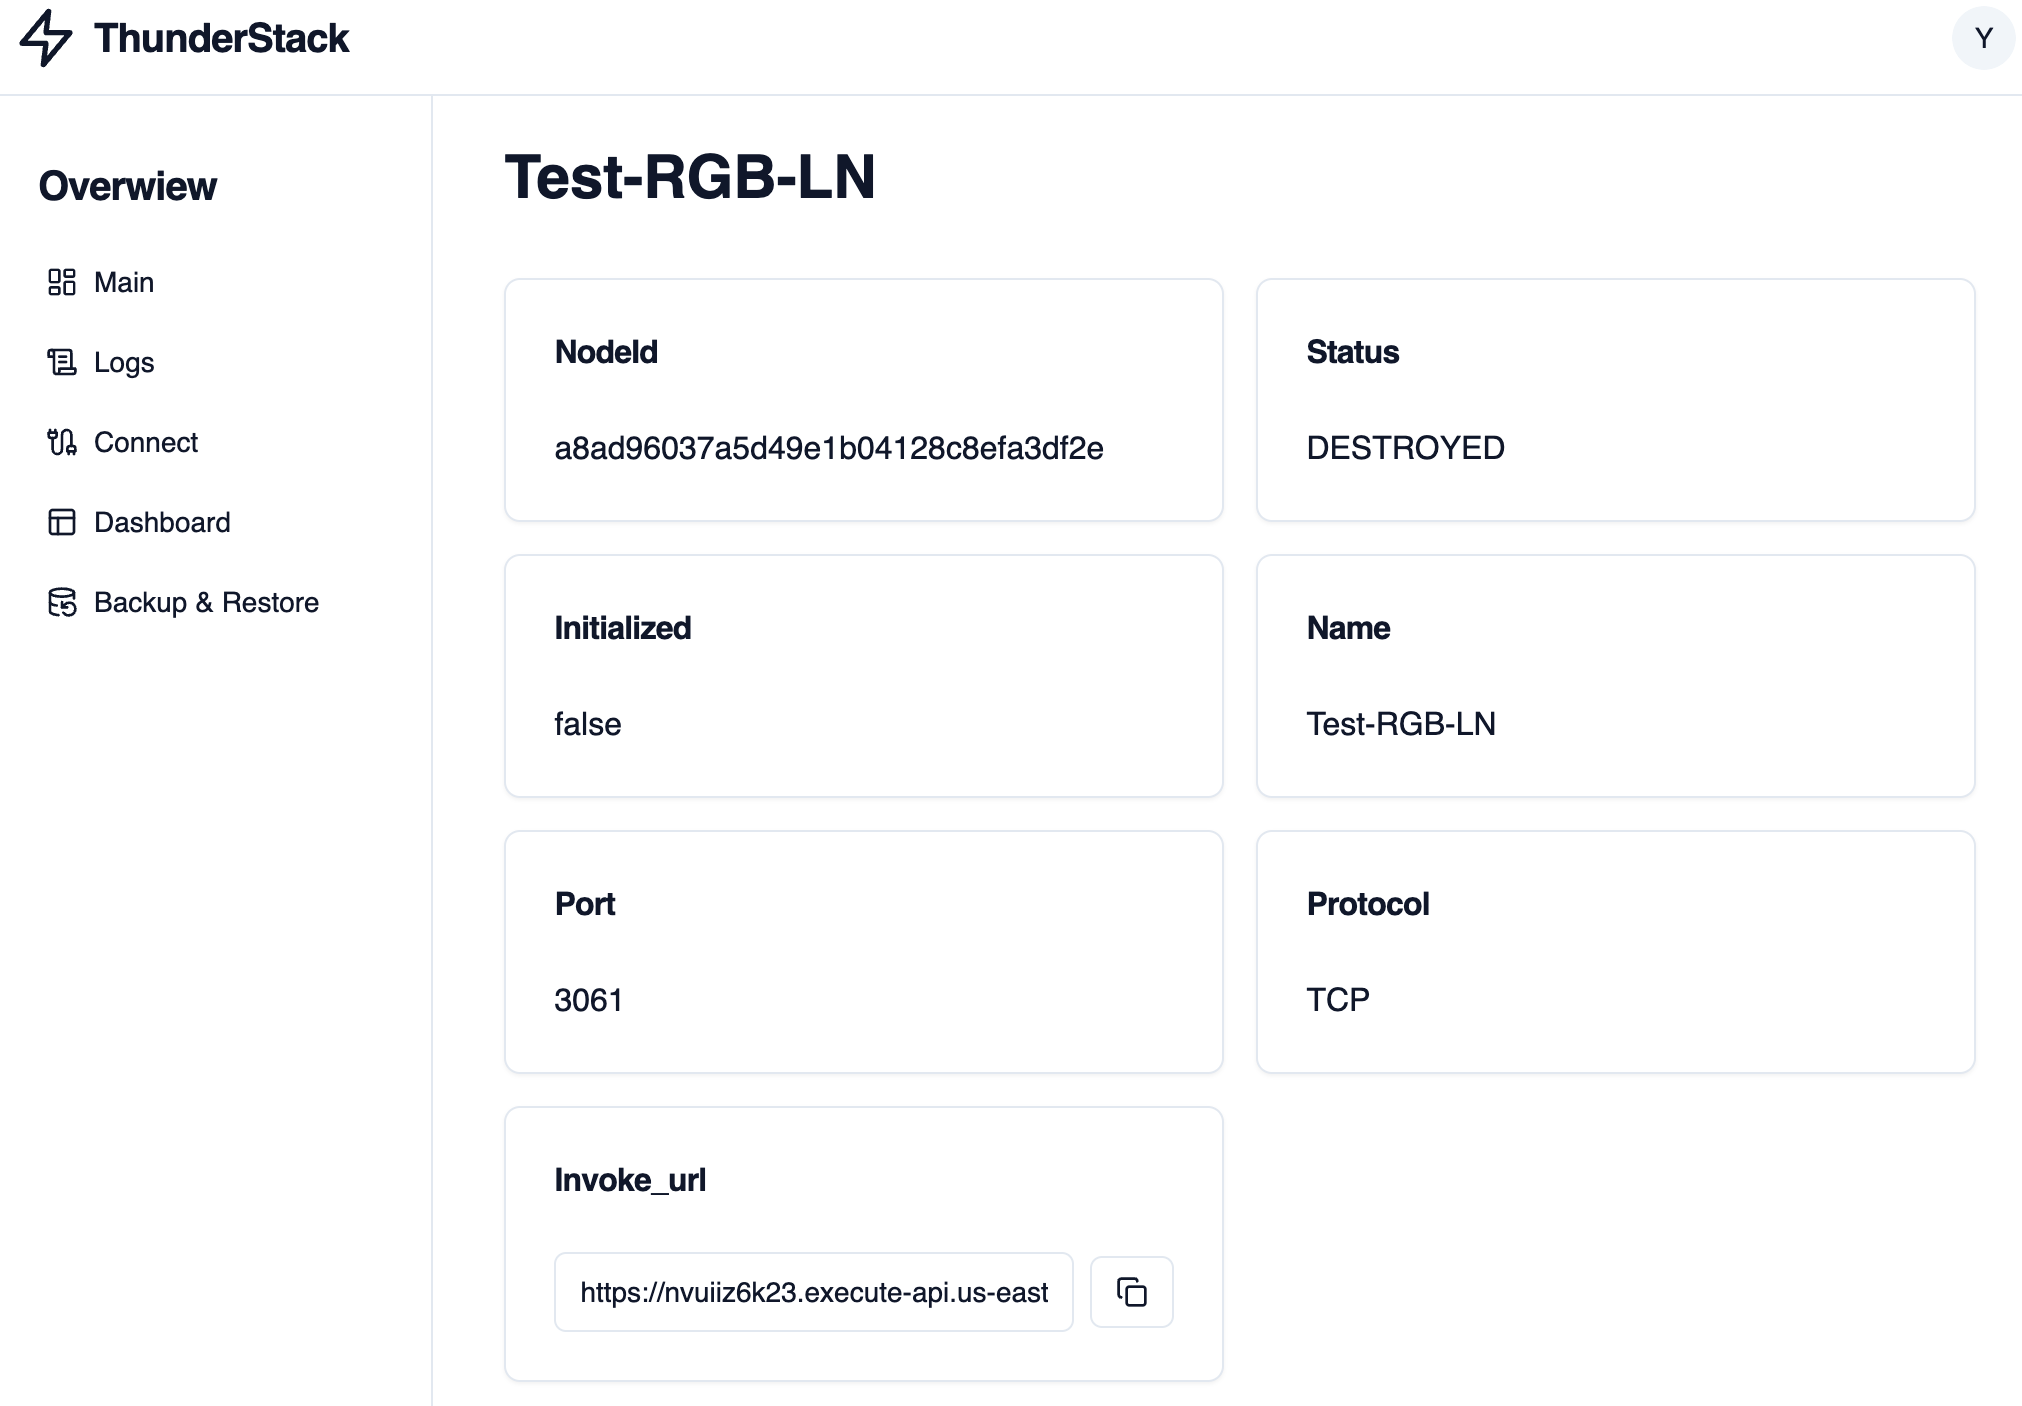 ThunderStack
Y
Overwiew
Main
Logs
Connect
Dashboard
Backup & Restore
Test-RGB-LN
NodeId
a8ad96037a5d49e1b04128c8efa3df2e
Status
DESTROYED
Initialized
false
Name
Test-RGB-LN
Port
3061
Protocol
TCP
Invoke_url
https://nvuiiz6k23.execute-api.us-east